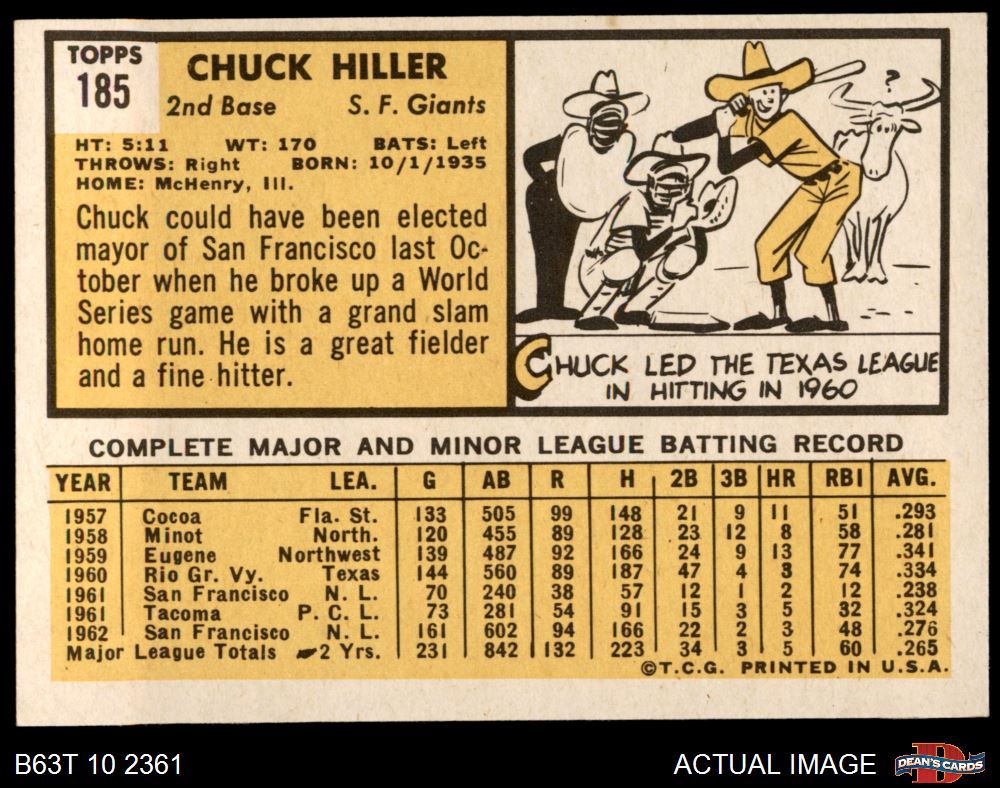 TOPPS
185
CHUCK HILLER
2nd Base S. F. Giants
HT: 5:11 WT: 170 BATS: Left
THROWS: Right BORN: 10/1/1935
HOME: McHenry, Ill.
Chuck could have been elected
mayor of San Francisco last Oc-
tober when he broke up a World
Series game with a grand slam
home run. He is a great fielder
and a fine hitter.
?
CHUCK LED THE TEXAS LEAGUE
IN HITTING IN 1960
COMPLETE MAJOR AND MINOR LEAGUE BATTING RECORD
YEAR TEAM LEA. G AB R H 2B 3B HR RBI AVG.
1957 Cocoa Fla. St. 133 505 99 148 21 9 11 51 .293
1958 Minot North. 120 455 89 128 23 12 8 58 .281
1959 Eugene Northwest 139 487 92 166 24 9 13 77 .341
1960 Rio Gr. Vy. Texas 144 560 89 187 47 4 3 74 .334
1961 San Francisco N. L. 70 240 38 57 12 1 2 12 .238
1961 Tacoma P. C. L. 73 281 54 91 15 3 5 32 .324
1962 San Francisco N. L. 161 602 94 166 22 2 3 48 .276
Major League Totals 2 Yrs. 231 842 132 223 34 3 5 60 .265
©T.C.G. PRINTED IN U.S.A.
B63T 10 2361 ACTUAL IMAGE DEAN'S CARDS